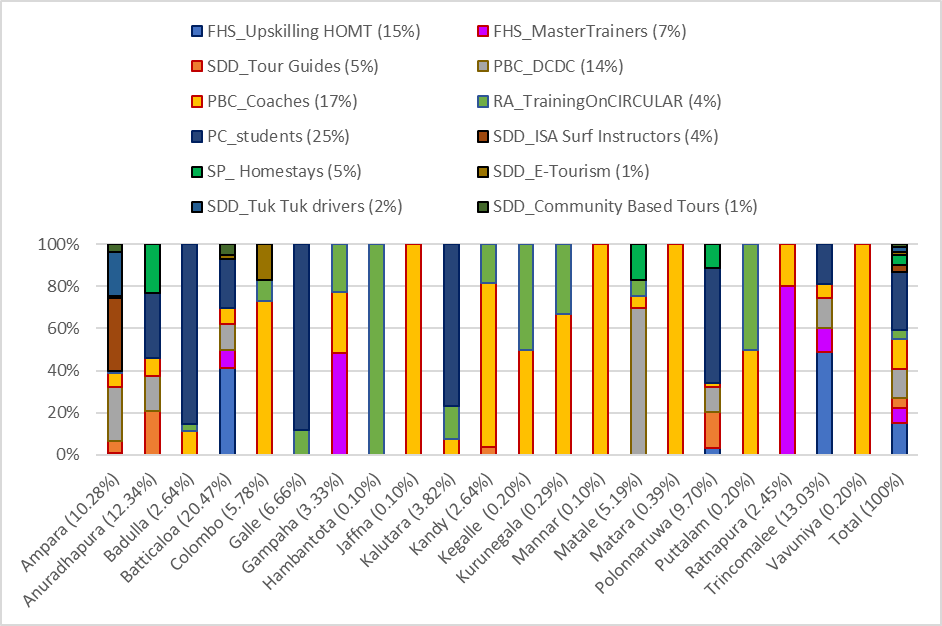 FHS_Upskilling HOMT (15%) FHS_MasterTrainers (7%)
SDD_Tour Guides (5%) PBC_DCDC (14%)
PBC_Coaches (17%) RA_TrainingOnCIRCULAR (4%)
PC_students (25%) SDD_ISA Surf Instructors (4%)
SP_ Homestays (5%) SDD_E-Tourism (1%)
SDD_Tuk Tuk drivers (2%) SDD_Community Based Tours (1%)
100%
80%
60%
40%
20%
0%
Ampara (10.28%)
Anuradhapura (12.34%)
Badulla (2.64%)
Batticaloa (20.47%)
Colombo (5.78%)
Galle (6.66%)
Gampaha (3.33%)
Hambantota (0.10%)
Jaffna (0.10%)
Kalutara (3.82%)
Kandy (2.64%)
Kegalle  (0.20%)
Kurunegala (0.29%)
Mannar (0.10%)
Matale (5.19%)
Matara (0.39%)
Polonnaruwa (9.70%)
Puttalam (0.20%)
Ratnapura (2.45%)
Trincomalee (13.03%)
Vavuniya (0.20%)
Total (100%)